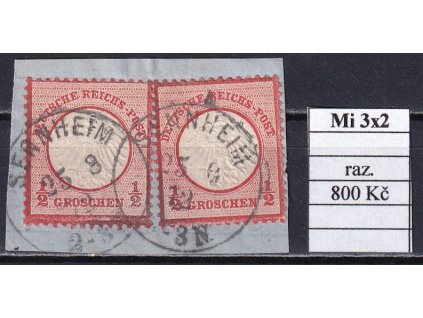 DEUTSCHE REICHS-POST
DEUTSCHE REICHS-POST
SERNHEIM
1/2 1/2
GROSCHEN
1/2 1/2
GROSCHEN
Mi 3x2
raz.
800 Kč